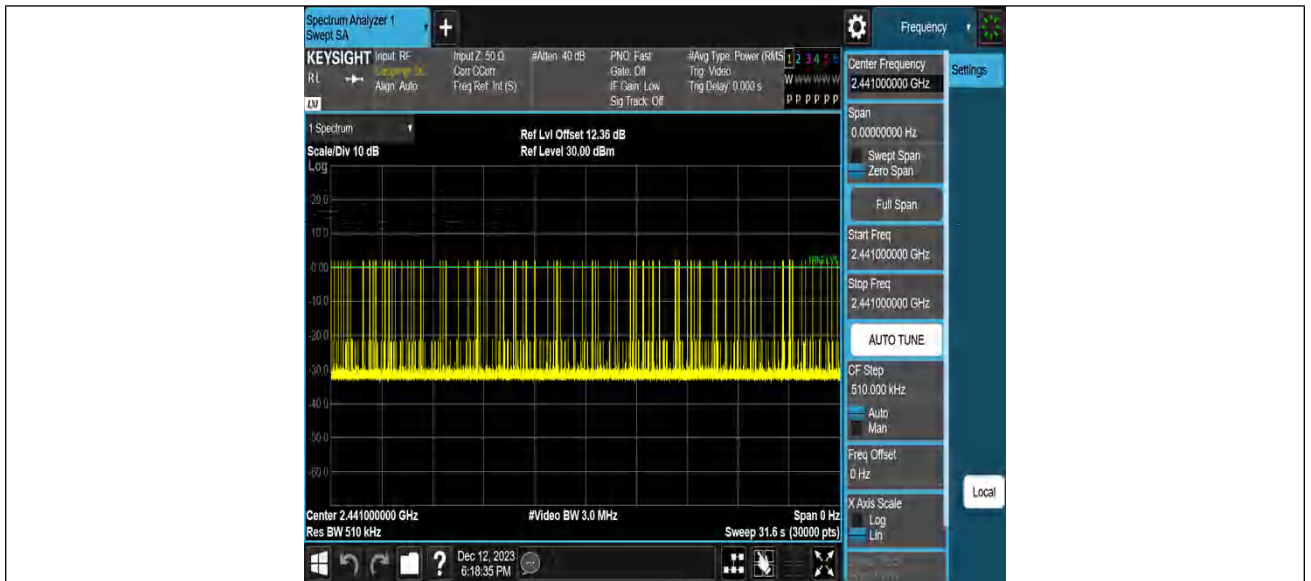 Spectrum Analyzer 1
Swept SA
+
Frequency
KEYSIGHT
RL
LXI
Input: RF
Coupling: DC
Align: Auto
Input Z: 50 Ω
Corr CCorr
Freq Ref: Int (S)
#Atten: 40 dB
PNO: Fast
Gate: Off
IF Gain: Low
Sig Track: Off
#Avg Type: Power (RMS
Trig: Video
Trig Delay: 0.000 s
1 2 3 4 5 6
W W W W W W
P P P P P P
1 Spectrum
Scale/Div 10 dB
Ref Lvl Offset 12.36 dB
Ref Level 30.00 dBm
Log
20.0
10.0
0.00
-10.0
-20.0
-30.0
-40.0
-50.0
-60.0
TRIG LVL
Center 2.441000000 GHz
Res BW 510 kHz
#Video BW 3.0 MHz
Span 0 Hz
Sweep 31.6 s (30000 pts)
Center Frequency
2.441000000 GHz
Span
0.00000000 Hz
Swept Span
Zero Span
Full Span
Start Freq
2.441000000 GHz
Stop Freq
2.441000000 GHz
AUTO TUNE
CF Step
510.000 kHz
Auto
Man
Freq Offset
0 Hz
X Axis Scale
Log
Lin
Settings
Local
?
Dec 12, 2023
6:18:35 PM